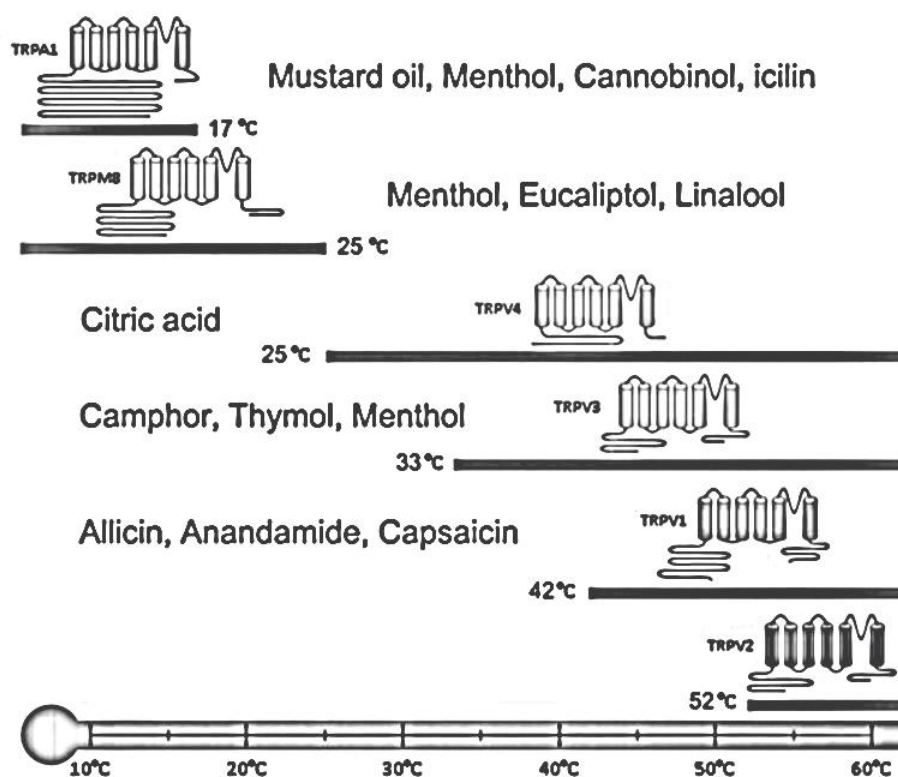 TRPA1
Mustard oil, Menthol, Cannobinol, icilin
17°C
TRPM8
Menthol, Eucaliptol, Linalool
25°C
TRPV4
Citric acid
25°C
TRPV3
Camphor, Thymol, Menthol
33°C
TRPV1
Allicin, Anandamide, Capsaicin
42°C
TRPV2
52°C
10°C 20°C 30°C 40°C 50°C 60°C